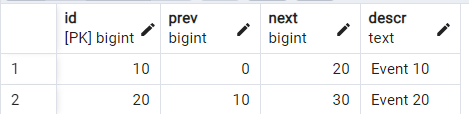 id prev next descr
[PK] bigint bigint bigint text
1 10 0 20 Event 10
2 20 10 30 Event 20